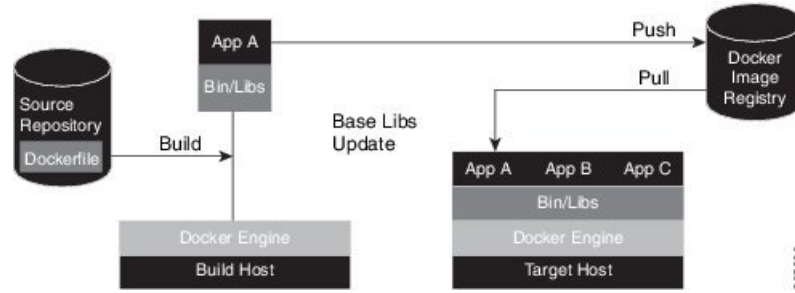 App A
Bin/Libs
Push
Docker
Image
Registry
Pull
Source
Repository
Dockerfile
Build
Base Libs
Update
App A App B App C
Bin/Libs
Docker Engine
Target Host
Docker Engine
Build Host